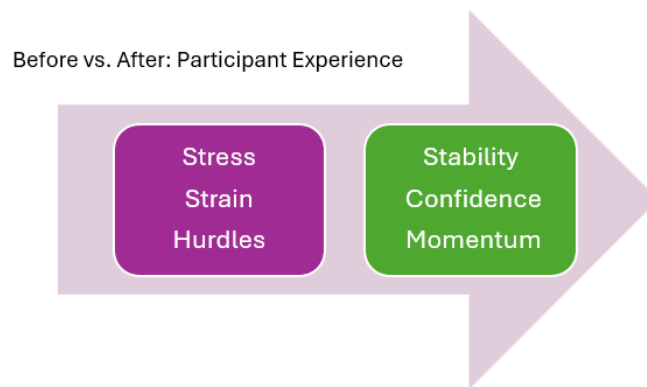 Before vs. After: Participant Experience
Stress
Strain
Hurdles
Stability
Confidence
Momentum